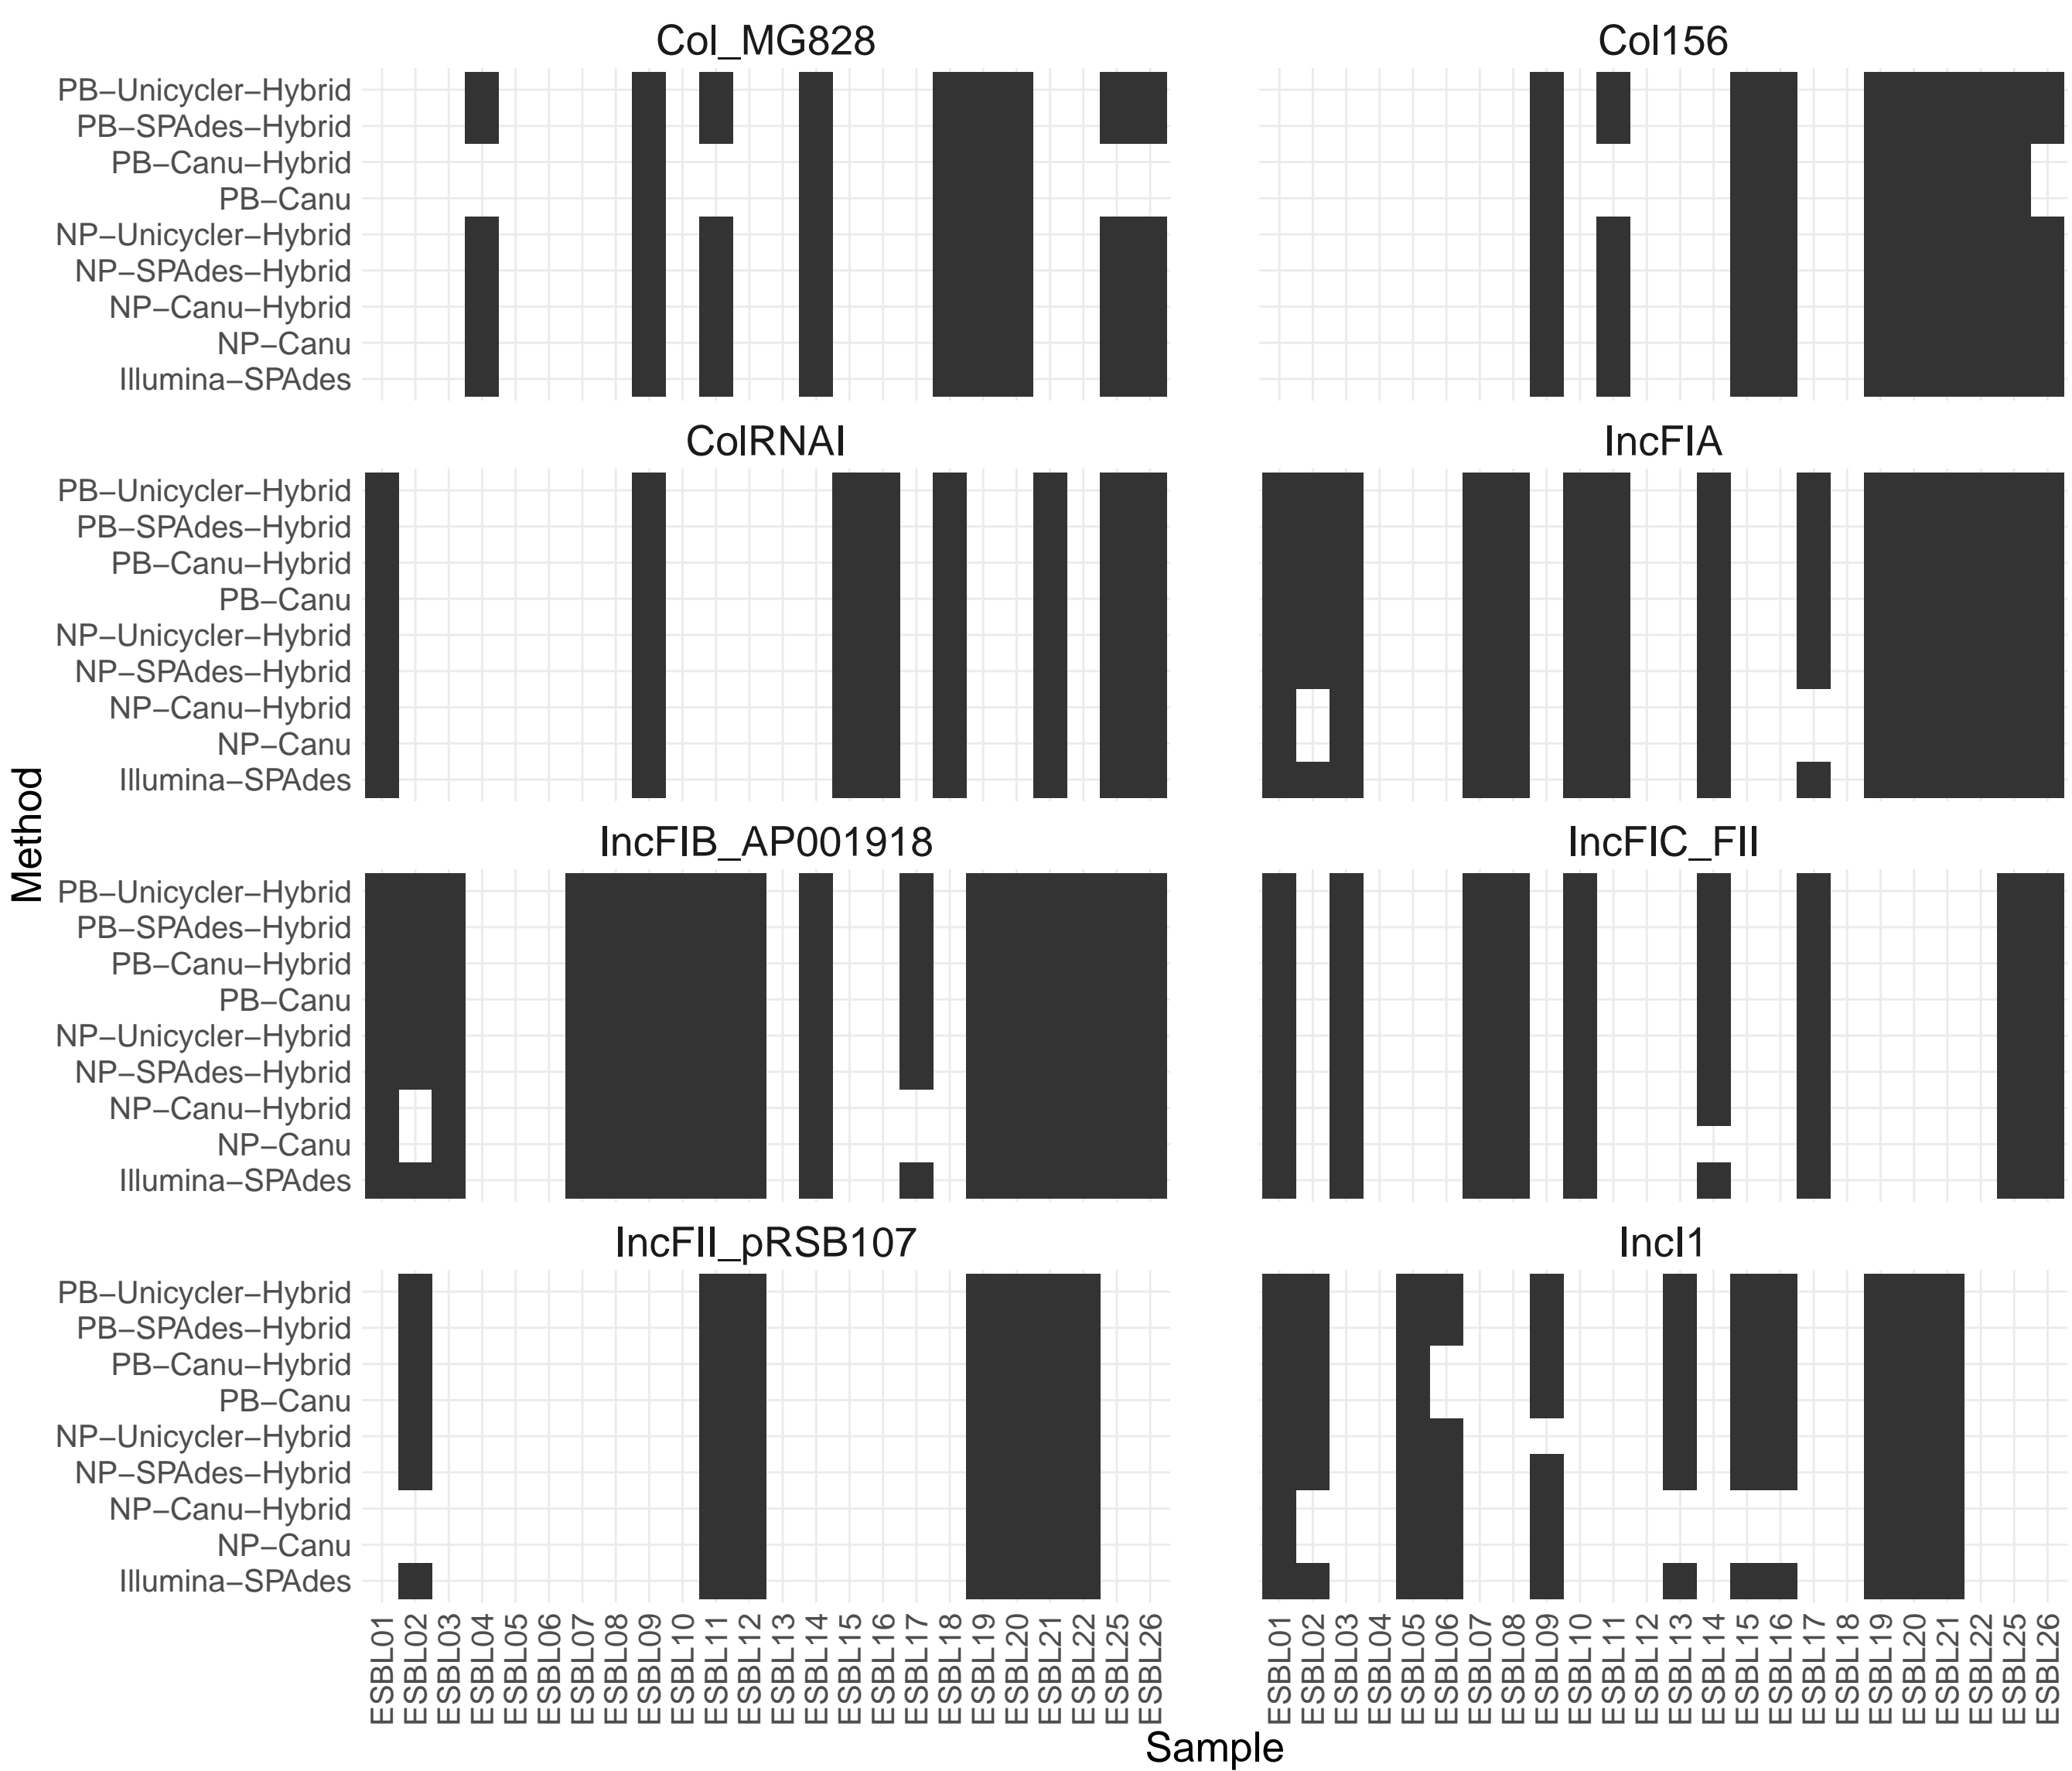 Col_MG828
Col156
PB−Unicycler−Hybrid
PB−SPAdes−Hybrid
PB−Canu−Hybrid
PB−Canu
NP−Unicycler−Hybrid
NP−SPAdes−Hybrid
NP−Canu−Hybrid
NP−Canu
Illumina−SPAdes
ColRNAI
IncFIA
PB−Unicycler−Hybrid
PB−SPAdes−Hybrid
PB−Canu−Hybrid
PB−Canu
NP−Unicycler−Hybrid
NP−SPAdes−Hybrid
NP−Canu−Hybrid
NP−Canu
Illumina−SPAdes
Method
IncFIB_AP001918
IncFIC_FII
PB−Unicycler−Hybrid
PB−SPAdes−Hybrid
PB−Canu−Hybrid
PB−Canu
NP−Unicycler−Hybrid
NP−SPAdes−Hybrid
NP−Canu−Hybrid
NP−Canu
Illumina−SPAdes
IncFII_pRSB107
IncI1
PB−Unicycler−Hybrid
PB−SPAdes−Hybrid
PB−Canu−Hybrid
PB−Canu
NP−Unicycler−Hybrid
NP−SPAdes−Hybrid
NP−Canu−Hybrid
NP−Canu
Illumina−SPAdes
ESBL01
ESBL02
ESBL03
ESBL04
ESBL05
ESBL06
ESBL07
ESBL08
ESBL09
ESBL10
ESBL11
ESBL12
ESBL13
ESBL14
ESBL15
ESBL16
ESBL17
ESBL18
ESBL19
ESBL20
ESBL21
ESBL22
ESBL25
ESBL26
ESBL01
ESBL02
ESBL03
ESBL04
ESBL05
ESBL06
ESBL07
ESBL08
ESBL09
ESBL10
ESBL11
ESBL12
ESBL13
ESBL14
ESBL15
ESBL16
ESBL17
ESBL18
ESBL19
ESBL20
ESBL21
ESBL22
ESBL25
ESBL26
Sample